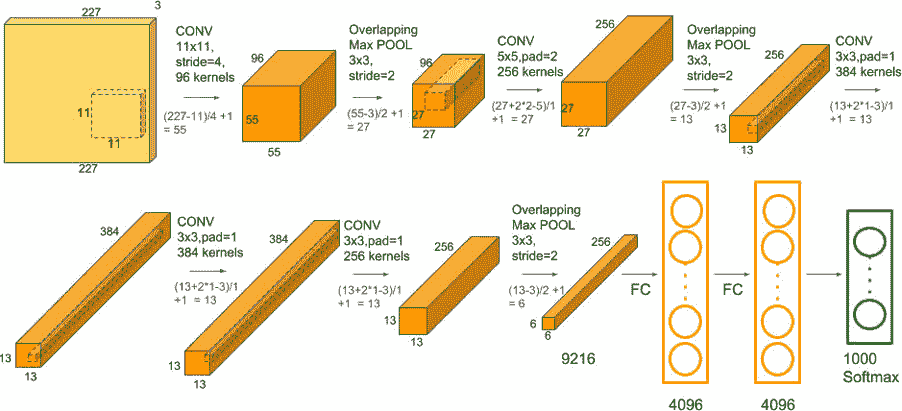 227
3
11
11
227
CONV
11x11,
stride=4,
96 kernels
(227-11)/4 +1
= 55
96
55
55
Overlapping
Max POOL
3x3,
stride=2
(55-3)/2 +1
= 27
96
27
27
CONV
5x5,pad=2
256 kernels
(27+2*2-5)/1
+1 = 27
256
27
27
Overlapping
Max POOL
3x3,
stride=2
(27-3)/2 +1
= 13
256
13
13
CONV
3x3,pad=1
384 kernels
(13+2*1-3)/1
+1 = 13
384
13
13
CONV
3x3,pad=1
384 kernels
(13+2*1-3)/1
+1 = 13
384
13
13
CONV
3x3,pad=1
256 kernels
(13+2*1-3)/1
+1 = 13
256
13
13
Overlapping
Max POOL
3x3,
stride=2
(13-3)/2 +1
= 6
256
6
6
9216
FC
4096
FC
4096
1000
Softmax